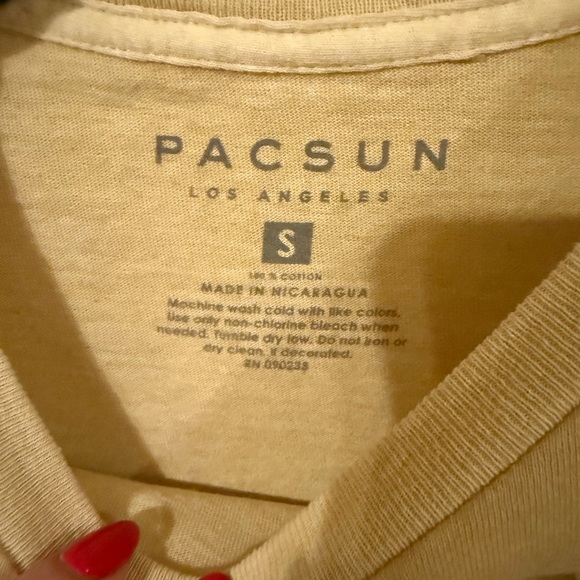 PACSUN
LOS ANGELES
S
100% COTTON
MADE IN NICARAGUA
Machine wash cold with like colors.
Use only non-chlorine bleach when
needed. Tumble dry low. Do not iron or
dry clean. if decorated.
RN 090235